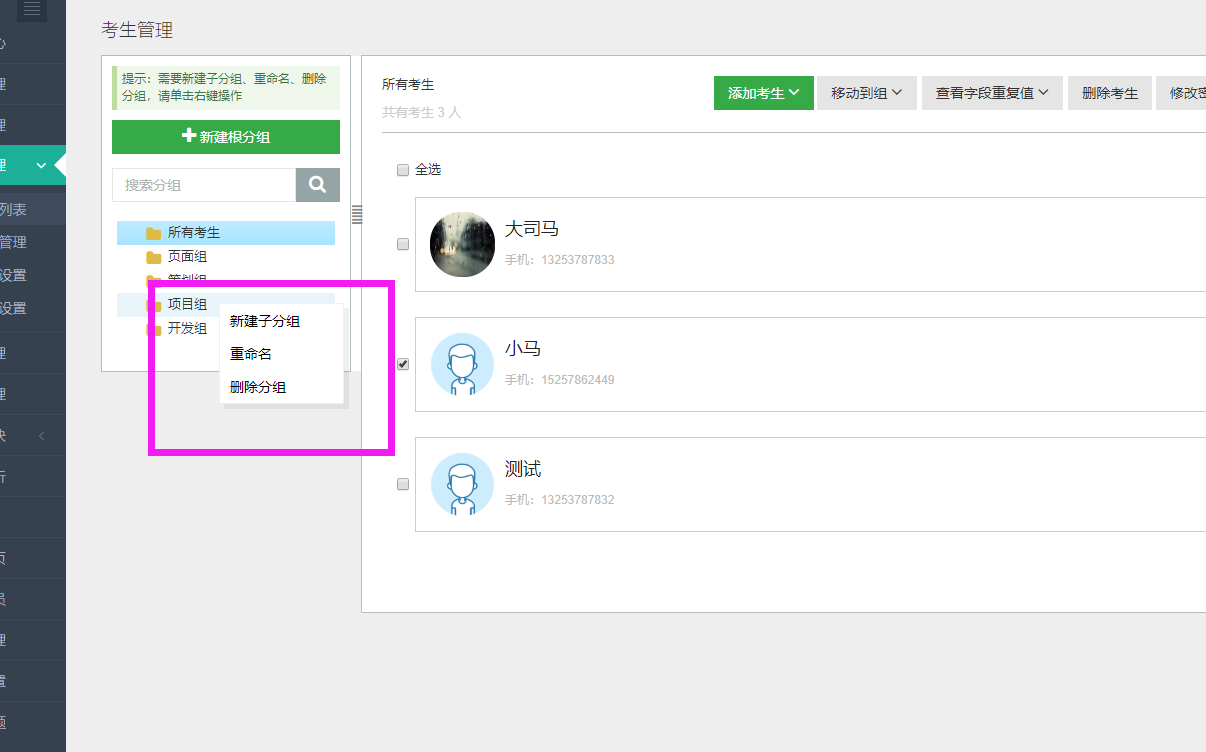 考生管理
提示：需要新建子分组、重命名、删除
分组，请单击右键操作
新建根分组
搜索分组
所有考生
页面组
策划组
项目组
开发组
新建子分组
重命名
删除分组
所有考生
共有考生 3 人
添加考生
移动到组
查看字段重复值
删除考生
修改密
全选
大司马
手机：13253787833
小马
手机：15257862449
测试
手机：13253787832
心
理
理
理
列表
管理
设置
设置
理
理
析
页
员
理
置
题